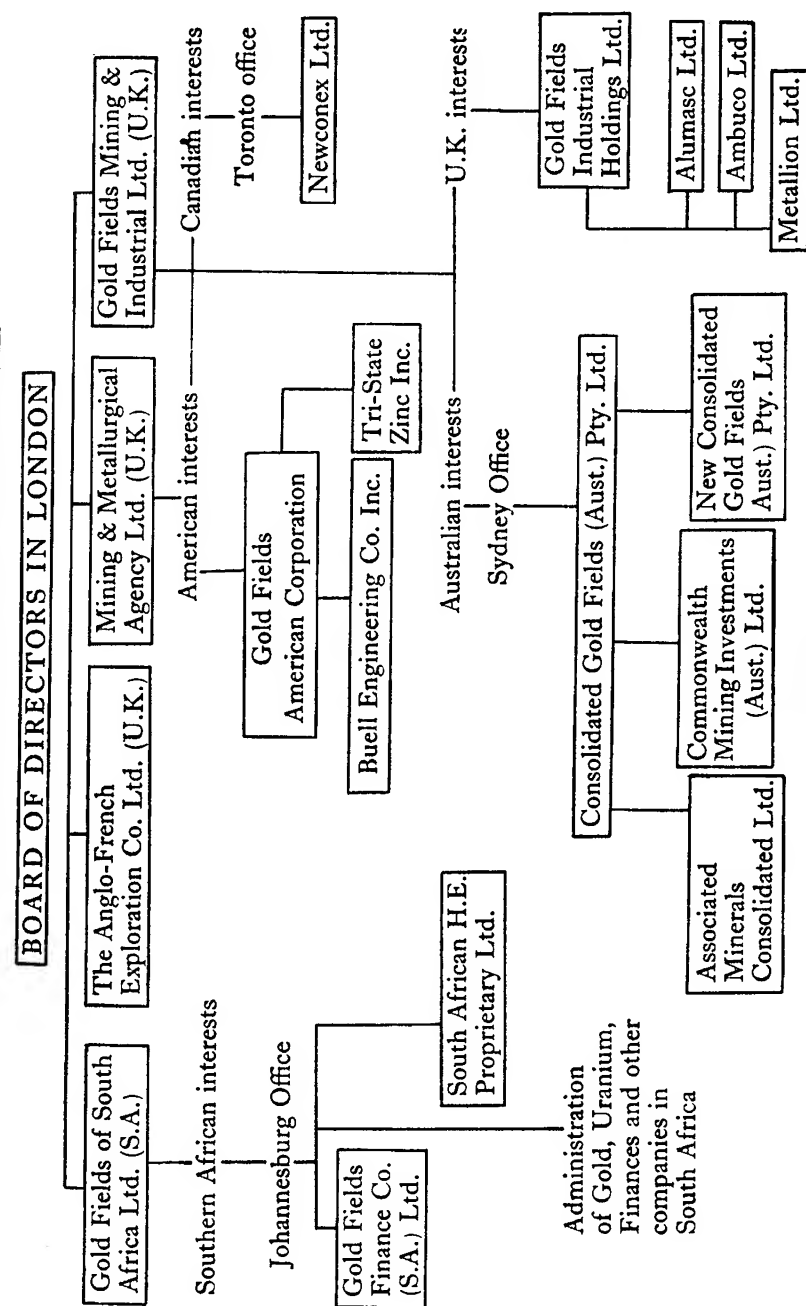 BOARD OF DIRECTORS IN LONDON
Gold Fields of South
Africa Ltd. (S.A.)
The Anglo-French
Exploration Co. Ltd. (U.K.)
Mining & Metallurgical
Agency Ltd. (U.K.)
Gold Fields Mining &
Industrial Ltd. (U.K.)
Southern African interests
Johannesburg Office
Gold Fields
Finance Co.
(S.A.) Ltd.
South African H.E.
Proprietary Ltd.
Administration
of Gold, Uranium,
Finances and other
companies in
South Africa
American interests
Canadian interests
Toronto office
Newconex Ltd.
Gold Fields
American Corporation
Buell Engineering Co. Inc.
Tri-State
Zinc Inc.
Australian interests
Sydney Office
U.K. interests
Consolidated Gold Fields (Aust.) Pty. Ltd.
Associated
Minerals
Consolidated Ltd.
Commonwealth
Mining Investments
(Aust.) Ltd.
New Consolidated
Gold Fields
Aust.) Pty. Ltd.
Gold Fields
Industrial
Holdings Ltd.
Alumasc Ltd.
Ambuco Ltd.
Metallion Ltd.